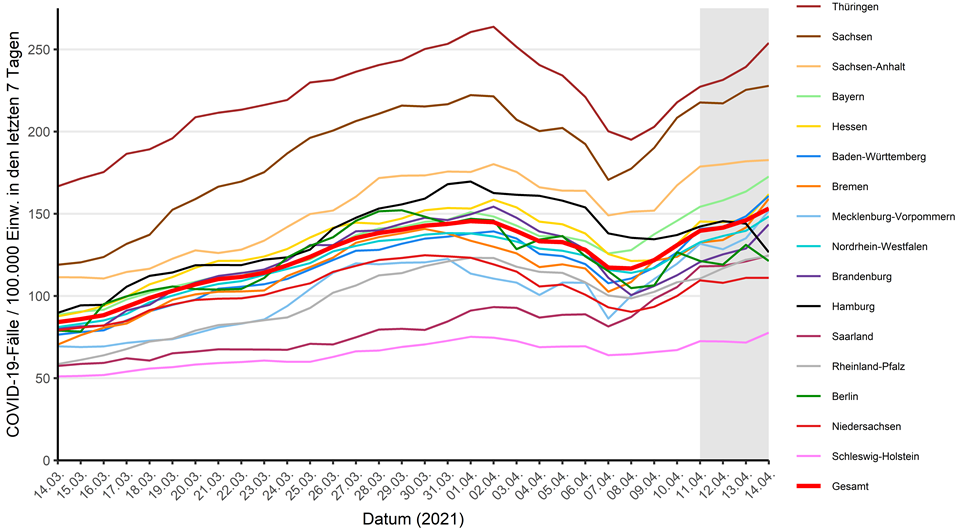 COVID-19-Fälle / 100.000 Einw. in den letzten 7 Tagen
250
200
150
100
50
0
14.03.
15.03.
16.03.
17.03.
18.03.
19.03.
20.03.
21.03.
22.03.
23.03.
24.03.
25.03.
26.03.
27.03.
28.03.
29.03.
30.03.
31.03.
01.04.
02.04.
03.04.
04.04.
05.04.
06.04.
07.04.
08.04.
09.04.
10.04.
11.04.
12.04.
13.04.
14.04.
Datum (2021)
Thüringen
Sachsen
Sachsen-Anhalt
Bayern
Hessen
Baden-Württemberg
Bremen
Mecklenburg-Vorpommern
Nordrhein-Westfalen
Brandenburg
Hamburg
Saarland
Rheinland-Pfalz
Berlin
Niedersachsen
Schleswig-Holstein
Gesamt